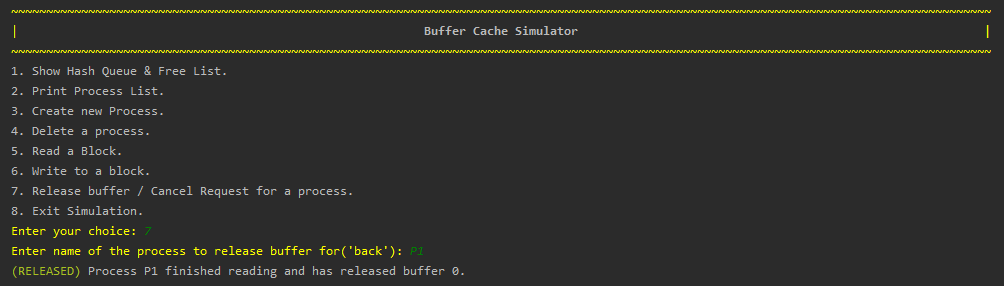 Buffer Cache Simulator
1. Show Hash Queue & Free List.
2. Print Process List.
3. Create new Process.
4. Delete a process.
5. Read a Block.
6. Write to a block.
7. Release buffer / Cancel Request for a process.
8. Exit Simulation.
Enter your choice: 7
Enter name of the process to release buffer for('back'): P1
(RELEASED) Process P1 finished reading and has released buffer 0.